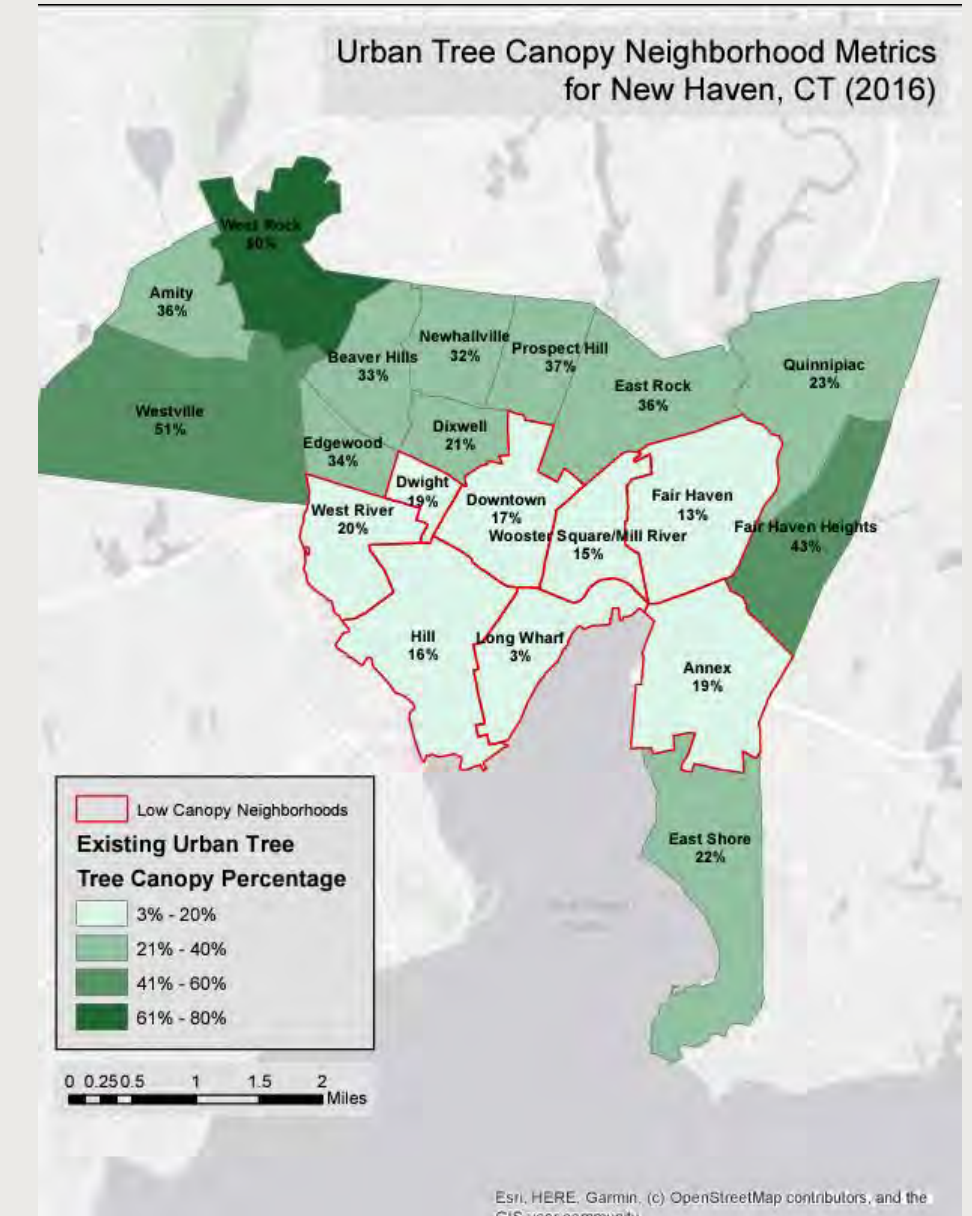 Urban Tree Canopy Neighborhood Metrics
for New Haven, CT (2016)
West Rock
Amity
36%
Newhallville
32%
Prospect Hill
37%
Beaver Hills
33%
Quinnipiac
23%
East Rock
36%
Westville
51%
Dixwell
21%
Edgewood
34%
Dwight
19%
Downtown
17%
Fair Haven
13%
West River
20%
Fair Haven Heights
43%
Wooster Square/Mill River
15%
Hill
16%
Long Wharf
3%
Annex
19%
East Shore
22%
Low Canopy Neighborhoods
Existing Urban Tree
Tree Canopy Percentage
3% - 20%
21% - 40%
41% - 60%
61% - 80%
0 0.25 0.5 1 1.5 2
Miles
Esri, HERE, Garmin, (c) OpenStreetMap contributors, and the